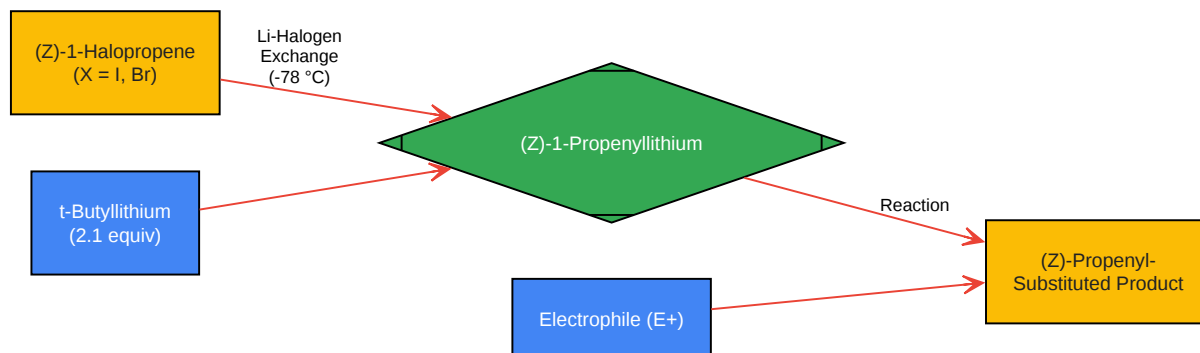 (Z)-1-Halopropene
(X = I, Br)
Li-Halogen
Exchange
(-78 °C)
(Z)-1-Propenyllithium
t-Butyllithium
(2.1 equiv)
Reaction
Electrophile (E+)
(Z)-Propenyl-
Substituted Product